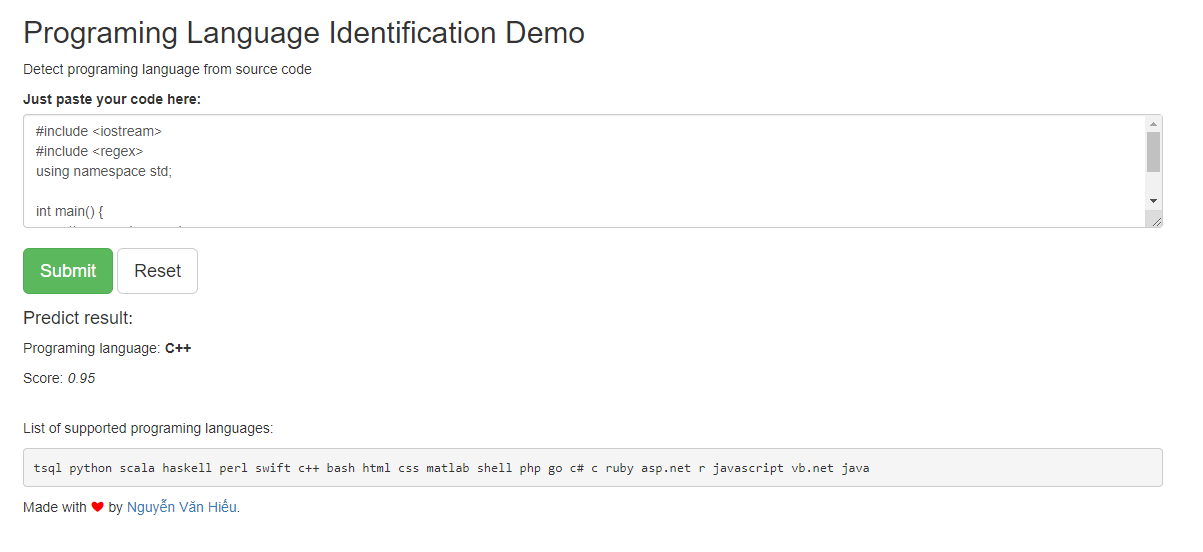 Programing Language Identification Demo
Detect programing language from source code
Just paste your code here:
#include <iostream>
#include <regex>
using namespace std;
int main() {
Submit Reset
Predict result:
Programing language: C++
Score: 0.95
List of supported programing languages:
tsql python scala haskell perl swift c++ bash html css matlab shell php go c# c ruby asp.net r javascript vb.net java
Made with ❤ by Nguyễn Văn Hiếu.